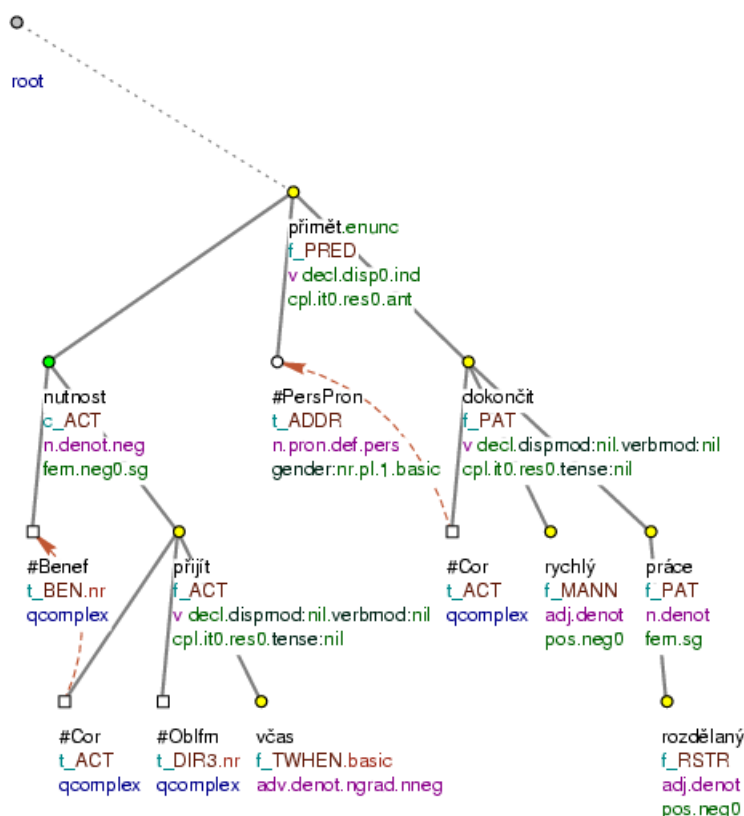 root
přimět.enunc
f_PRED
v decl.disp0.ind
cpl.it0.res0.ant
nutnost
c_ACT
n.denot.neg
fem.neg0.sg
#PersPron
t_ADDR
n.pron.def.pers
gender:nr.pl.1.basic
dokončit
f_PAT
v decl.dispmod:nil.verbmod:nil
cpl.it0.res0.tense:nil
#Benef
t_BEN.nr
qcomplex
přijít
f_ACT
v decl.dispmod:nil.verbmod:nil
cpl.it0.res0.tense:nil
#Cor
t_ACT
qcomplex
rychlý
f_MANN
adj.denot
pos.neg0
práce
f_PAT
n.denot
fem.sg
#Cor
t_ACT
qcomplex
#Oblfm
t_DIR3.nr
qcomplex
včas
f_TWHEN.basic
adv.denot.ngrad.nneg
rozdělaný
f_RSTR
adj.denot
pos.neg0